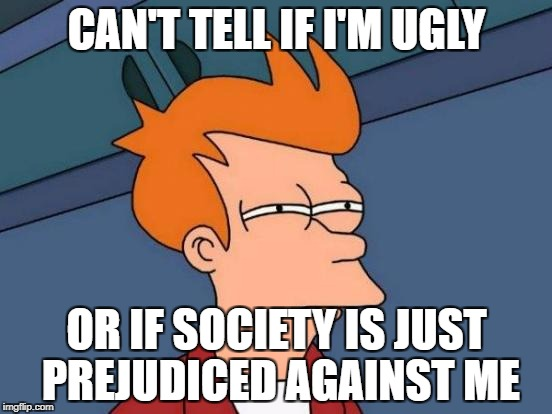 CAN'T TELL IF I'M UGLY
OR IF SOCIETY IS JUST
PREJUDICED AGAINST ME
imgflip.com